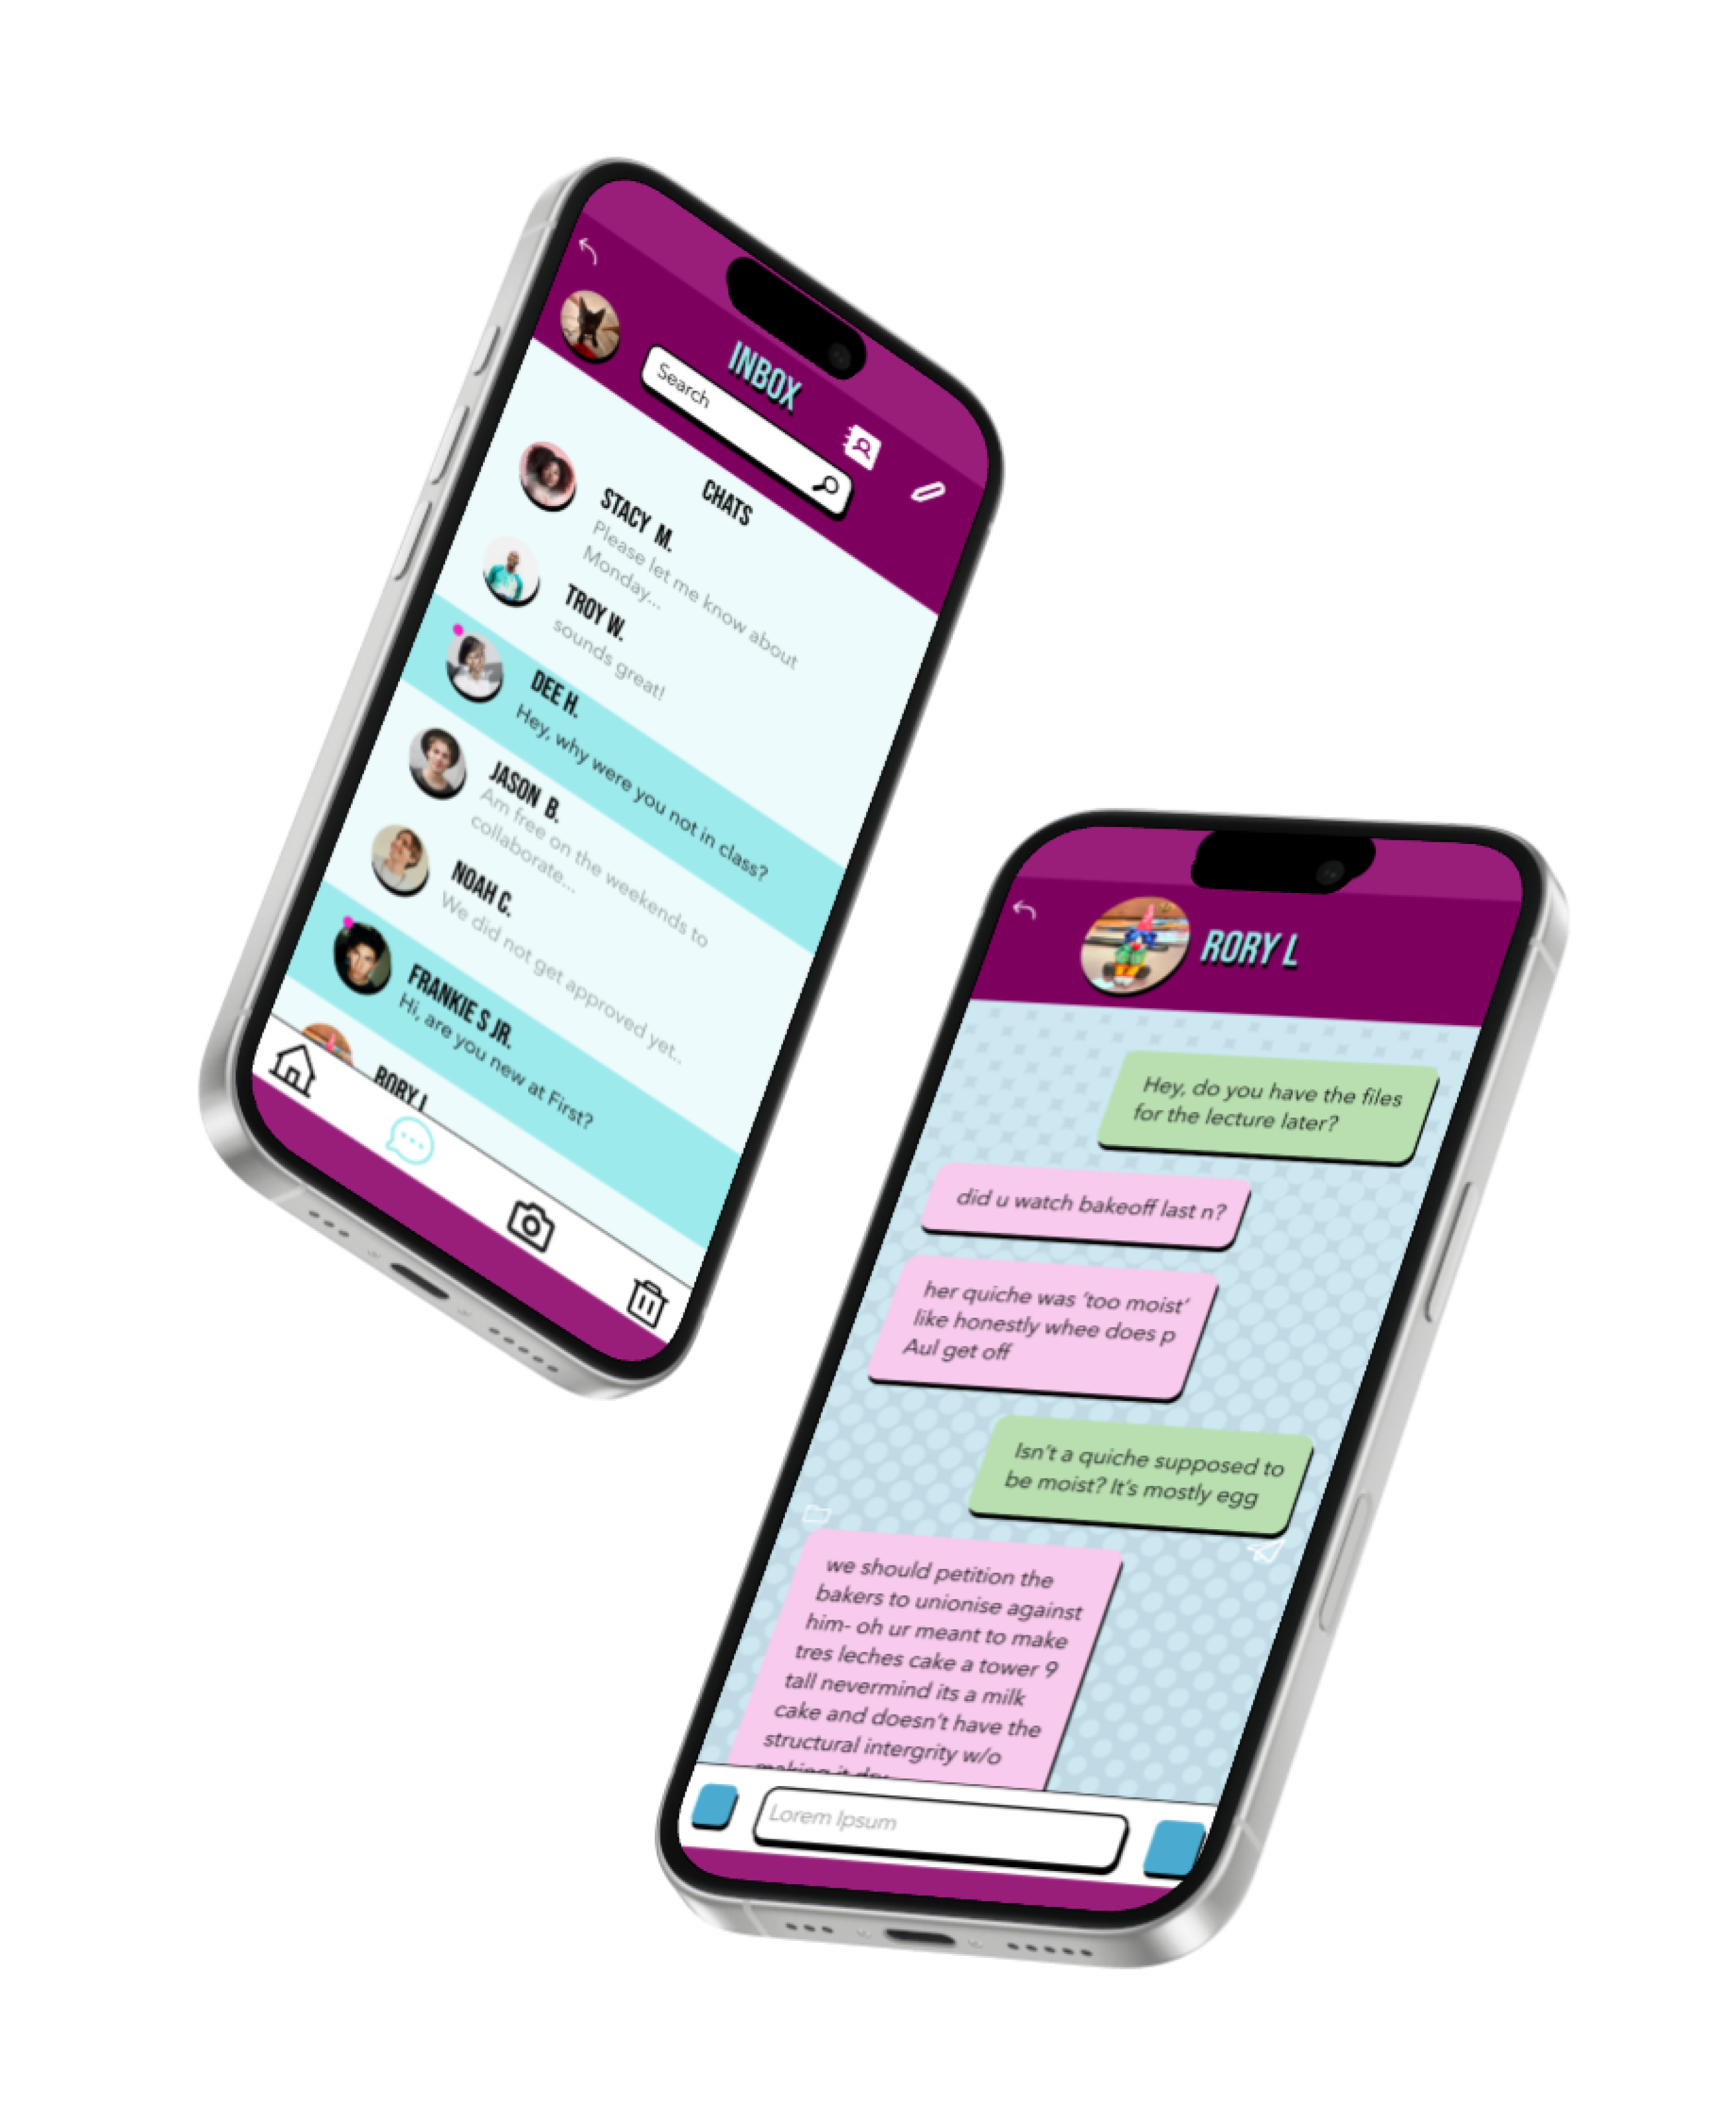 INBOX
Search
CHATS
STACY M.
Please let me know about
Monday...
TROY W.
sounds great!
DEE H.
Hey, why were you not in class?
JASON B.
Am free on the weekends to
collaborate...
NOAH C.
We did not get approved yet..
FRANKIE S JR.
Hi, are you new at First?
RORY L
RORY L
Hey, do you have the files
for the lecture later?
did u watch bakeoff last n?
her quiche was ‘too moist’
like honestly whee does p
Aul get off
Isn’t a quiche supposed to
be moist? It’s mostly egg
we should petition the
bakers to unionise against
him- oh ur meant to make
tres leches cake a tower 9
tall nevermind its a milk
cake and doesn’t have the
structural intergrity w/o
making it dry
Lorem Ipsum